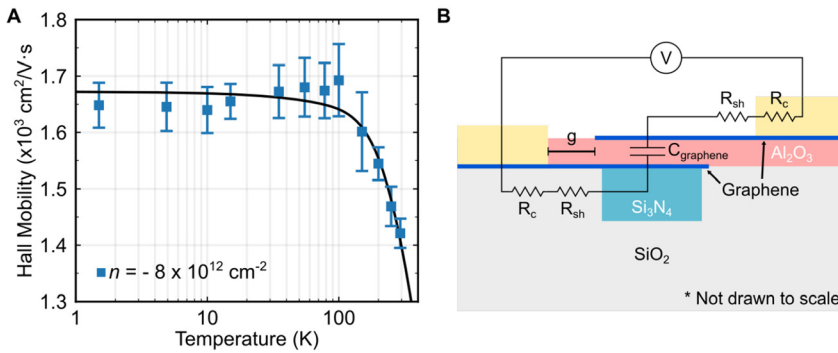 A
Hall Mobility (x10³ cm²/V·s)
1.8
1.7
1.6
1.5
1.4
1.3
n = - 8 x 10¹² cm⁻²
1
10
100
Temperature (K)
B
V
R_sh
R_c
g
C_graphene
Al₂O₃
Graphene
R_c
R_sh
Si₃N₄
SiO₂
* Not drawn to scale